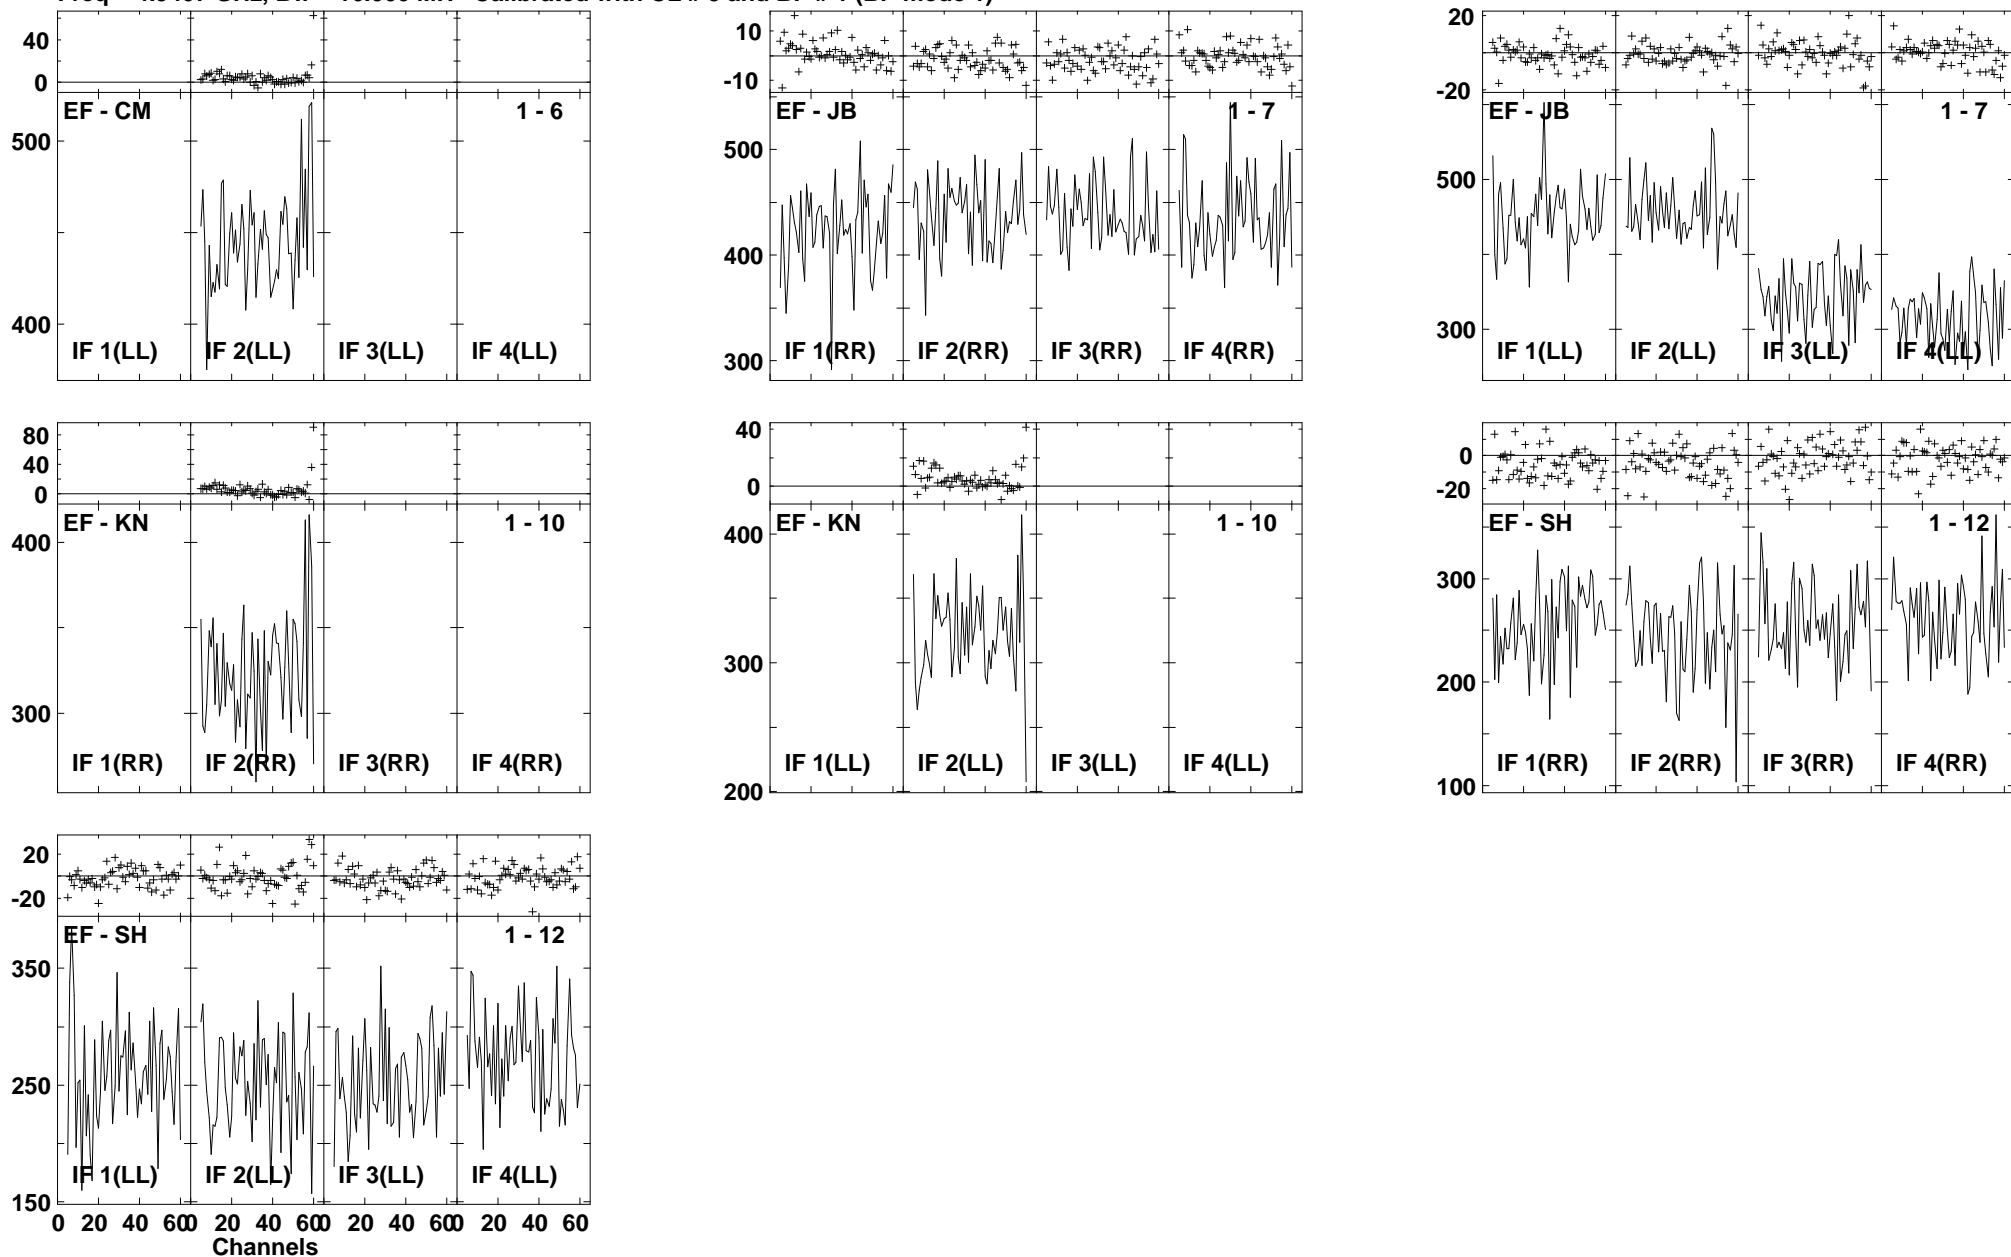 40
0
EF - CM 1 - 6
500
400
IF 1(LL) IF 2(LL) IF 3(LL) IF 4(LL)
10
0
-10
EF - JB 1 - 7
500
400
300
IF 1(RR) IF 2(RR) IF 3(RR) IF 4(RR)
20
0
-20
EF - JB 1 - 7
500
300
IF 1(LL) IF 2(LL) IF 3(LL) IF 4(LL)
80
40
0
EF - KN 1 - 10
400
300
IF 1(RR) IF 2(RR) IF 3(RR) IF 4(RR)
40
0
EF - KN 1 - 10
400
300
200
IF 1(LL) IF 2(LL) IF 3(LL) IF 4(LL)
0
-20
EF - SH 1 - 12
300
200
100
IF 1(RR) IF 2(RR) IF 3(RR) IF 4(RR)
20
-20
EF - SH 1 - 12
350
250
150
IF 1(LL) IF 2(LL) IF 3(LL) IF 4(LL)
0 20 40 60 0 20 40 60 0 20 40 60 0 20 40 60
Channels